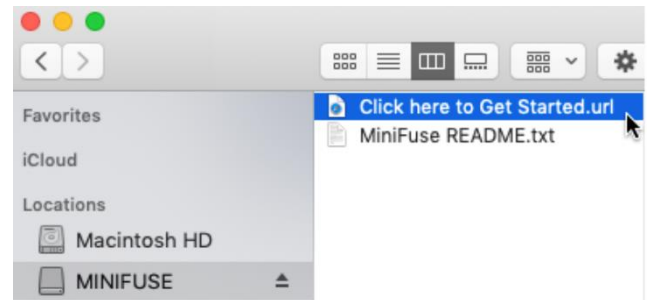 Favorites
iCloud
Locations
Macintosh HD
MINIFUSE
Click here to Get Started.url
MiniFuse README.txt